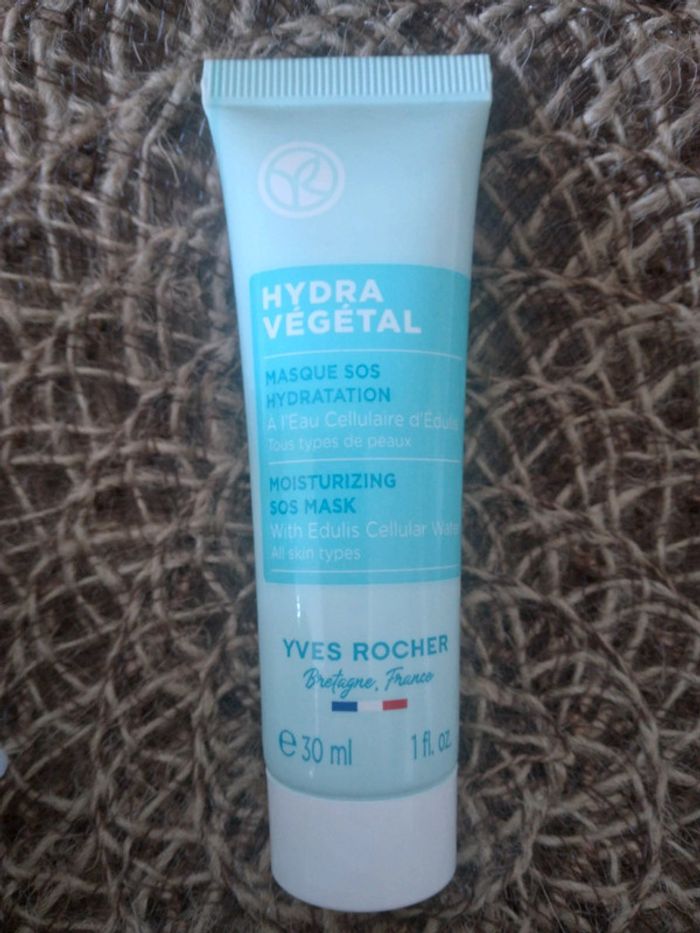 YR
HYDRA
VÉGÉTAL
MASQUE SOS
HYDRATATION
À l'Eau Cellulaire d'Edulis
Tous types de peaux
MOISTURIZING
SOS MASK
With Edulis Cellular Water
All skin types
YVES ROCHER
Bretagne, France
e 30 ml 1 fl. oz.